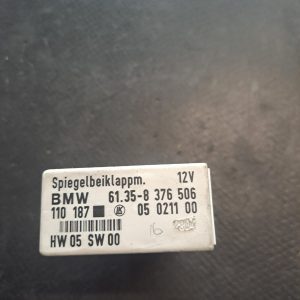 Spiegelbeiklappm. 12V
BMW 61.35-8 376 506
110 187 05 0211 00
HW 05 SW 00